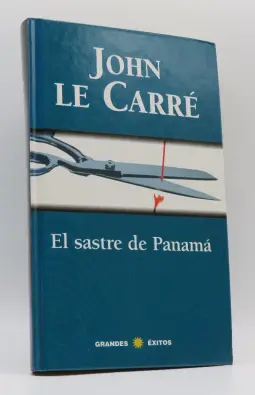 JOHN
LE CARRÉ
El sastre de Panamá
GRANDES ÉXITOS